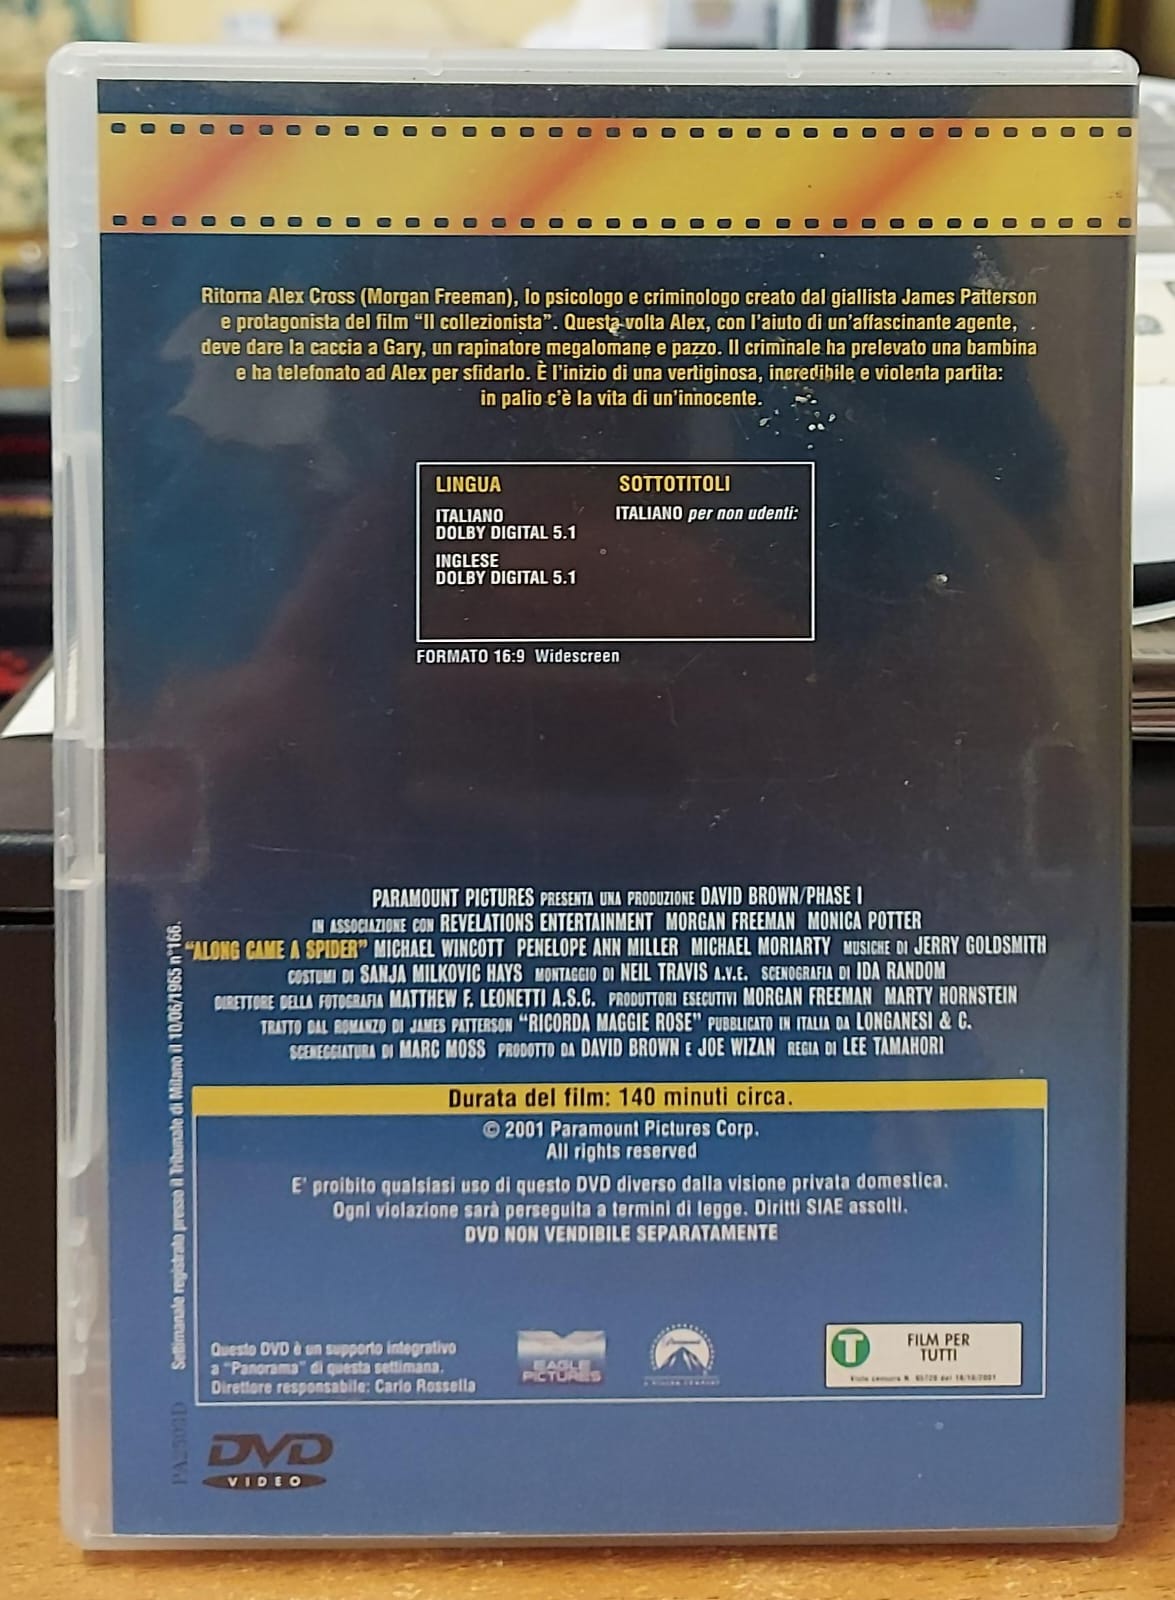 Ritorna Alex Cross (Morgan Freeman), lo psicologo e criminologo creato dal giallista James Patterson
e protagonista del film “Il collezionista”. Questa volta Alex, con l'aiuto di un'affascinante agente,
deve dare la caccia a Gary, un rapinatore megalomane e pazzo. Il criminale ha prelevato una bambina
e ha telefonato ad Alex per sfidarlo. È l'inizio di una vertiginosa, incredibile e violenta partita:
in palio c'è la vita di un'innocente.
LINGUA
ITALIANO
DOLBY DIGITAL 5.1
INGLESE
DOLBY DIGITAL 5.1
SOTTOTITOLI
ITALIANO per non udenti:
FORMATO 16:9 Widescreen
PARAMOUNT PICTURES PRESENTA UNA PRODUZIONE DAVID BROWN/PHASE I
IN ASSOCIAZIONE CON REVELATIONS ENTERTAINMENT MORGAN FREEMAN MONICA POTTER
“ALONG CAME A SPIDER” MICHAEL WINCOTT PENELOPE ANN MILLER MICHAEL MORIARTY MUSICHE DI JERRY GOLDSMITH
COSTUMI DI SANJA MILKOVIC HAYS MONTAGGIO DI NEIL TRAVIS A.V.E. SCENOGRAFIA DI IDA RANDOM
DIRETTORE DELLA FOTOGRAFIA MATTHEW F. LEONETTI A.S.C. PRODUTTORI ESECUTIVI MORGAN FREEMAN MARTY HORNSTEIN
TRATTO DAL ROMANZO DI JAMES PATTERSON “RICORDA MAGGIE ROSE” PUBBLICATO IN ITALIA DA LONGANESI & C.
SCENEGGIATURA DI MARC MOSS PRODOTTO DA DAVID BROWN E JOE WIZAN REGIA DI LEE TAMAHORI
Durata del film: 140 minuti circa.
© 2001 Paramount Pictures Corp.
All rights reserved
E' proibito qualsiasi uso di questo DVD diverso dalla visione privata domestica.
Ogni violazione sarà perseguita a termini di legge. Diritti SIAE assolti.
DVD NON VENDIBILE SEPARATAMENTE
Settimanale registrato presso il Tribunale di Milano il 10/06/1965 n°166.
Questo DVD è un supporto integrativo
a “Panorama” di questa settimana.
Direttore responsabile: Carlo Rossella
EAGLE
PICTURES
Paramount
T
FILM PER
TUTTI
DVD
VIDEO